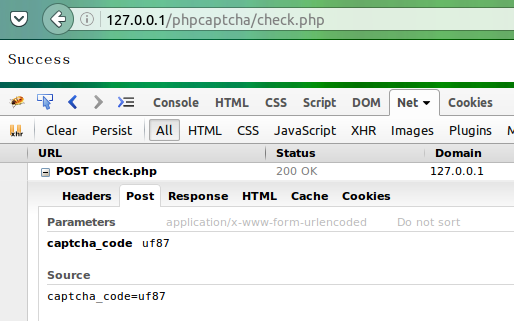 127.0.0.1/phpcaptcha/check.php
Success
Console HTML CSS Script DOM Net Cookies
xhr Clear Persist All HTML CSS JavaScript XHR Images Plugins M
URL Status Domain
POST check.php 200 OK 127.0.0.1
Headers Post Response HTML Cache Cookies
Parameters application/x-www-form-urlencoded Do not sort
captcha_code uf87
Source
captcha_code=uf87